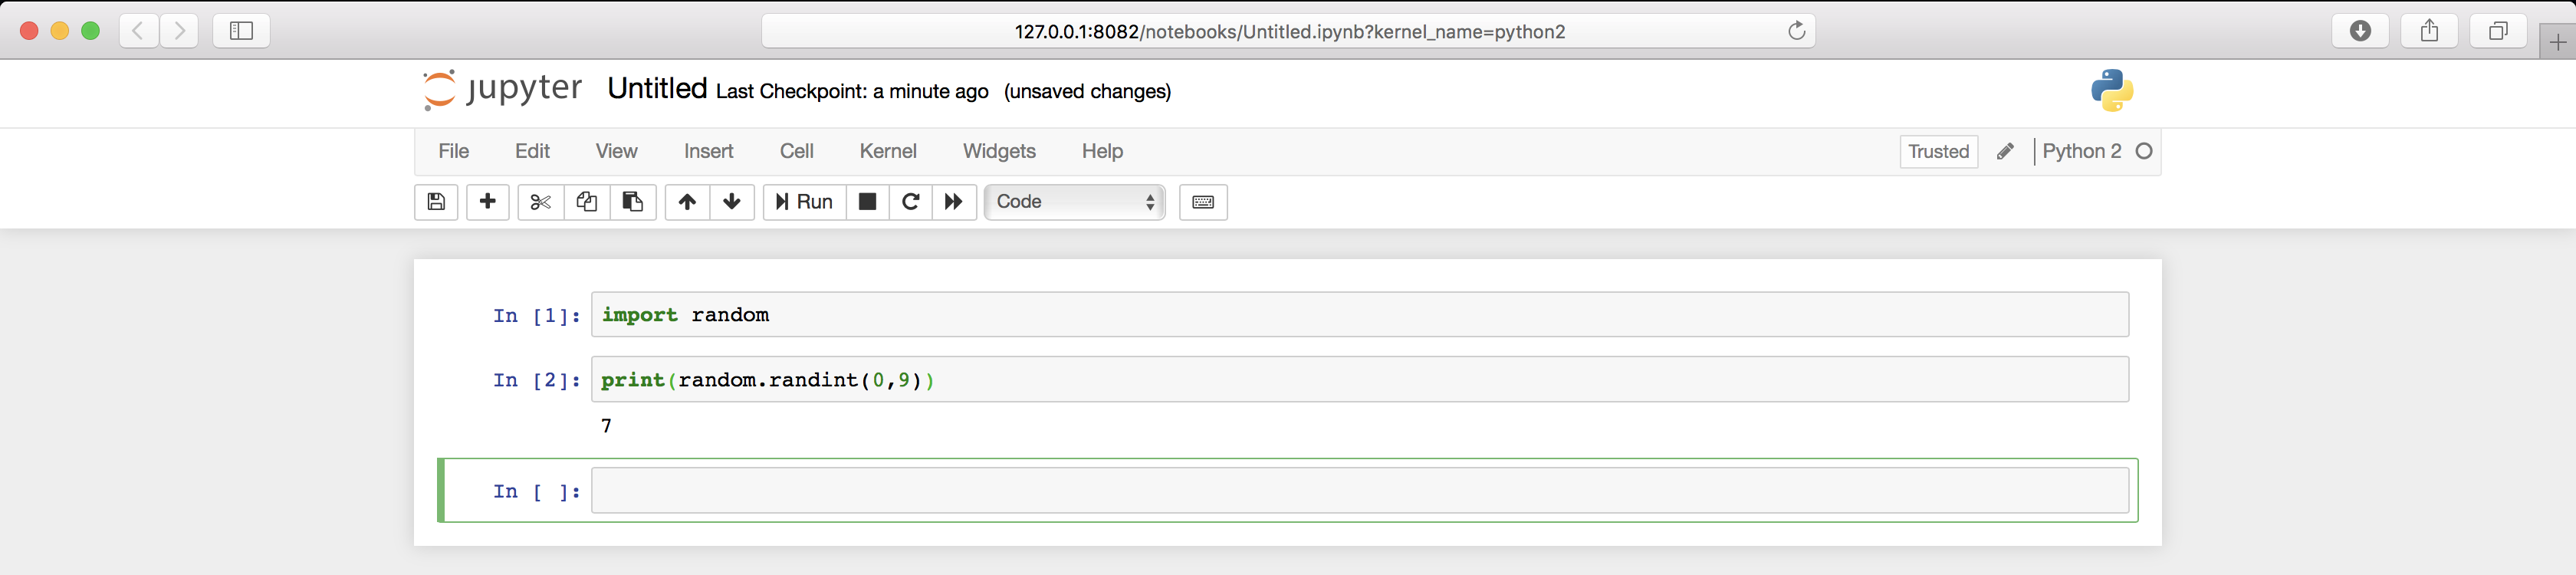 127.0.0.1:8082/notebooks/Untitled.ipynb?kernel_name=python2
jupyter Untitled Last Checkpoint: a minute ago (unsaved changes)
File Edit View Insert Cell Kernel Widgets Help Trusted Python 2
Run Code
In [1]: import random
In [2]: print(random.randint(0,9))
7
In [ ]: